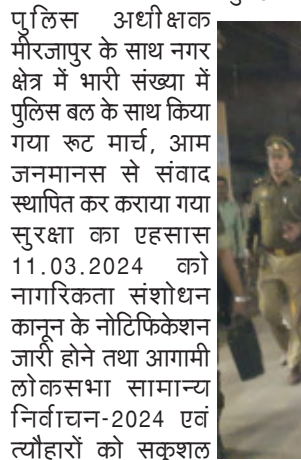 पुलिस अधीक्षक
मीरजापुर के साथ नगर
क्षेत्र में भारी संख्या में
पुलिस बल के साथ किया
गया रूट मार्च, आम
जनमानस से संवाद
स्थापित कर कराया गया
सुरक्षा का एहसास
11.03.2024 को
नागरिकता संशोधन
कानून के नोटिफिकेशन
जारी होने तथा आगामी
लोकसभा सामान्य
निर्वाचन-2024 एवं
त्यौहारों को सकुशल